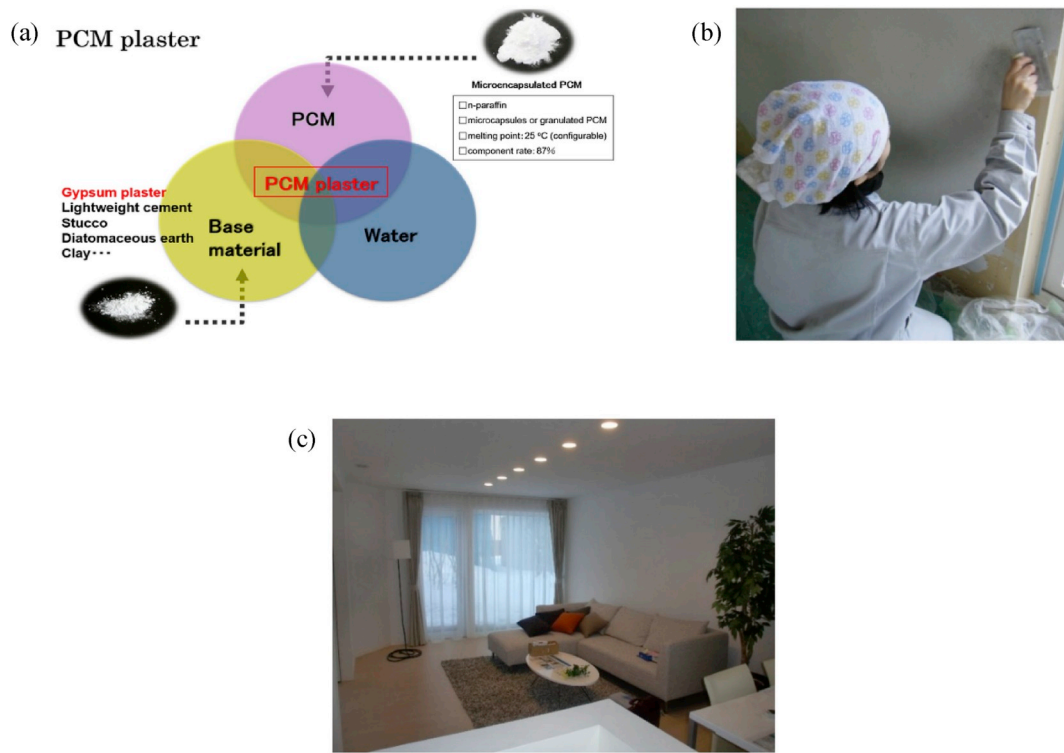 (a)
PCM plaster
Microencapsulated PCM
□n-paraffin
□microcapsules or granulated PCM
□melting point: 25 ºC (configurable)
□component rate: 87%
PCM
PCM plaster
Gypsum plaster
Lightweight cement
Stucco
Diatomaceous earth
Clay･･･
Base
material
Water
(b)
(c)